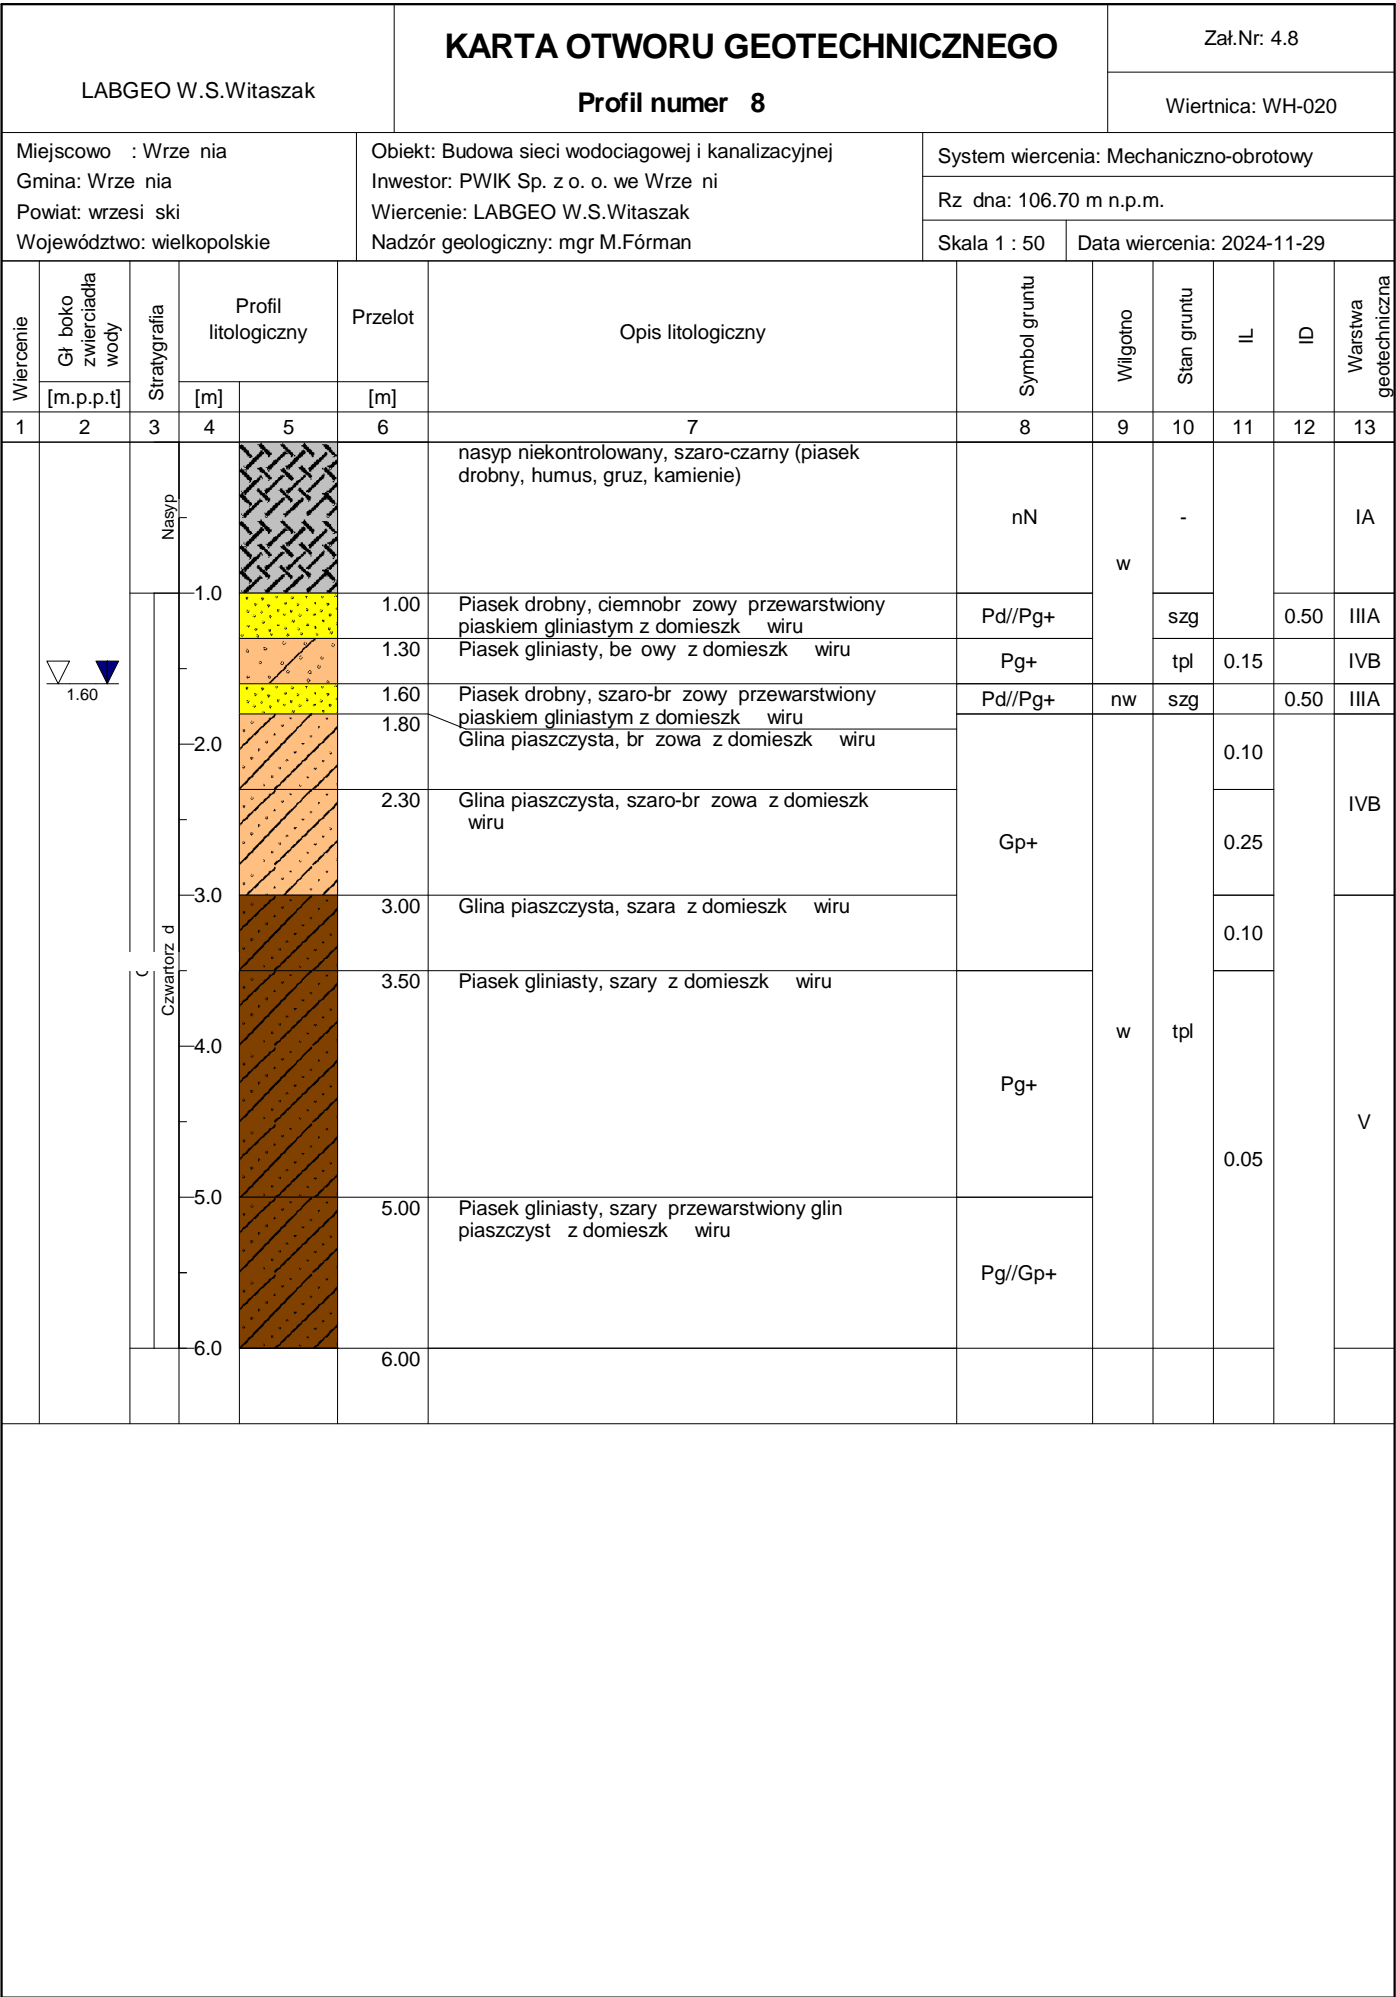 LABGEO W.S.Witaszak
KARTA OTWORU GEOTECHNICZNEGO
Profil numer 8
Zał.Nr: 4.8
Wiertnica: WH-020
Miejscowo : Wrze nia
Gmina: Wrze nia
Powiat: wrzesi ski
Województwo: wielkopolskie
Obiekt: Budowa sieci wodociagowej i kanalizacyjnej
Inwestor: PWIK Sp. z o. o. we Wrze ni
Wiercenie: LABGEO W.S.Witaszak
Nadzór geologiczny: mgr M.Fórman
System wiercenia: Mechaniczno-obrotowy
Rz dna: 106.70 m n.p.m.
Skala 1 : 50
Data wiercenia: 2024-11-29
Wiercenie
Gł boko
zwierciadła
wody
[m.p.p.t]
Stratygrafia
Profil
litologiczny
[m]
Przelot
[m]
Opis litologiczny
Symbol gruntu
Wilgotno
Stan gruntu
IL
ID
Warstwa
geotechniczna
1 2 3 4 5 6 7 8 9 10 11 12 13
Nasyp
nasyp niekontrolowany, szaro-czarny (piasek
drobny, humus, gruz, kamienie)
nN
w
-
IA
1.0
1.00
Piasek drobny, ciemnobr zowy przewarstwiony
piaskiem gliniastym z domieszk wiru
Pd//Pg+
szg
0.50
IIIA
1.30
Piasek gliniasty, be owy z domieszk wiru
Pg+
tpl
0.15
IVB
1.60
1.60
Piasek drobny, szaro-br zowy przewarstwiony
piaskiem gliniastym z domieszk wiru
Pd//Pg+
nw
szg
0.50
IIIA
1.80
Glina piaszczysta, br zowa z domieszk wiru
2.0
0.10
2.30
Glina piaszczysta, szaro-br zowa z domieszk
wiru
IVB
Gp+
0.25
3.0
3.00
Glina piaszczysta, szara z domieszk wiru
0.10
Czwartorz d
3.50
Piasek gliniasty, szary z domieszk wiru
4.0
w
tpl
Pg+
V
0.05
5.0
5.00
Piasek gliniasty, szary przewarstwiony glin
piaszczyst z domieszk wiru
Pg//Gp+
6.0
6.00